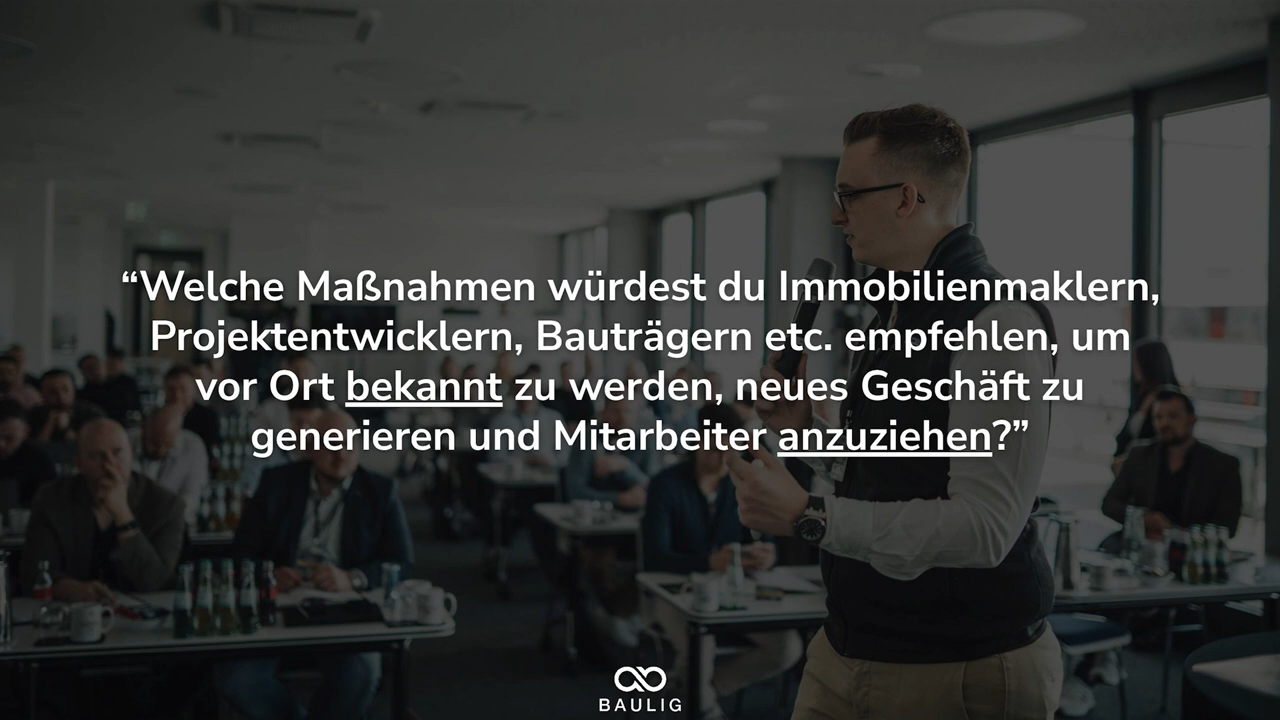 “Welche Maßnahmen würdest du Immobilienmaklern,
Projektentwicklern, Bauträgern etc. empfehlen, um
vor Ort bekannt zu werden, neues Geschäft zu
generieren und Mitarbeiter anzuziehen?”
BAULIG